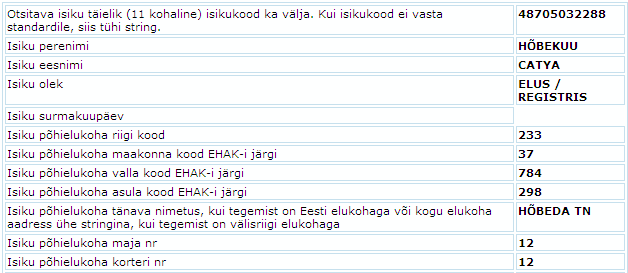 Otsitava isiku täielik (11 kohaline) isikukood ka välja. Kui isikukood ei vasta 48705032288
standardile, siis tühi string.
Isiku perenimi HÕBEKUU
Isiku eesnimi CATYA
Isiku olek ELUS /
REGISTRIS
Isiku surmakuupäev
Isiku põhielukoha riigi kood 233
Isiku põhielukoha maakonna kood EHAK-i järgi 37
Isiku põhielukoha valla kood EHAK-i järgi 784
Isiku põhielukoha asula kood EHAK-i järgi 298
Isiku põhielukoha tänava nimetus, kui tegemist on Eesti elukohaga või kogu elukoha HÕBEDA TN
aadress ühe stringina, kui tegemist on välisriigi elukohaga
Isiku põhielukoha maja nr 12
Isiku põhielukoha korteri nr 12